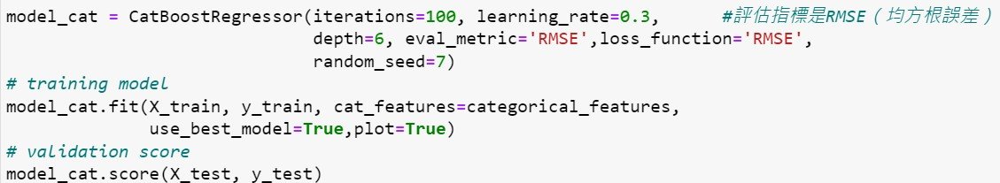 model_cat = CatBoostRegressor(iterations=100, learning_rate=0.3,      #評估指標是RMSE（均方根誤差）
                              depth=6, eval_metric='RMSE',loss_function='RMSE',
                              random_seed=7)
# training model
model_cat.fit(X_train, y_train, cat_features=categorical_features,
              use_best_model=True,plot=True)
# validation score
model_cat.score(X_test, y_test)